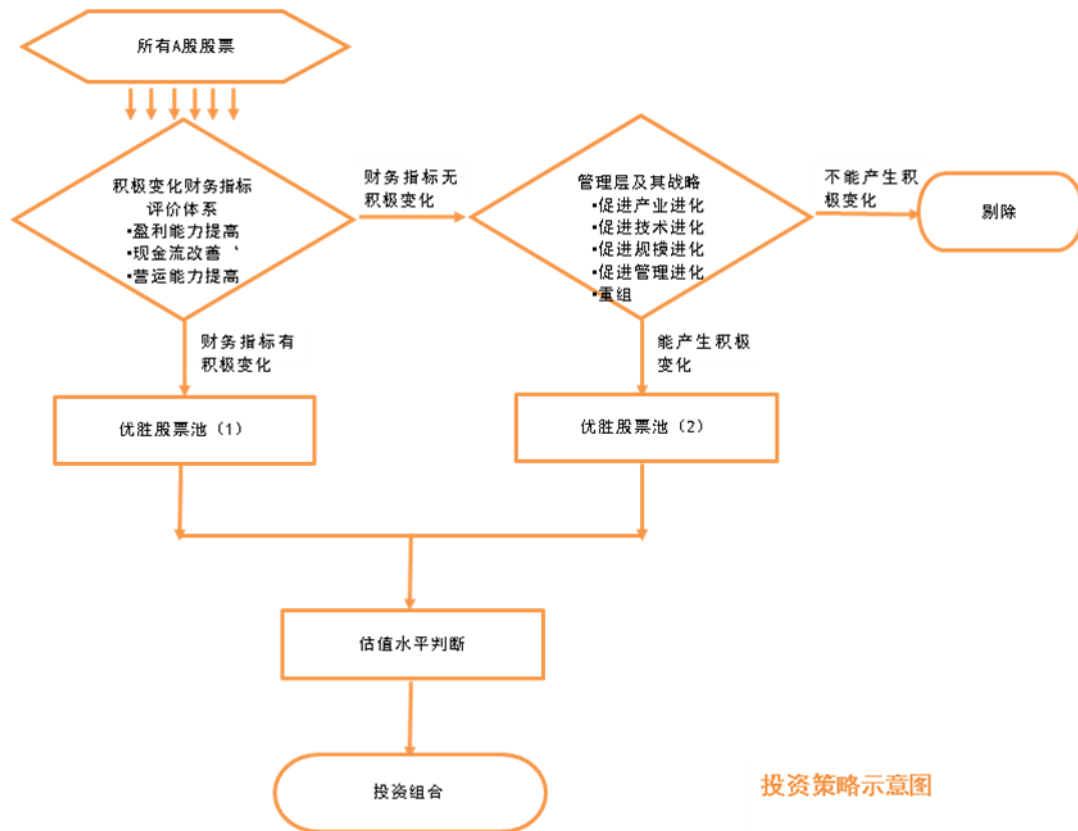 所有A股股票
积极变化财务指标
评价体系
▪盈利能力提高
▪现金流改善 `
▪营运能力提高
财务指标无
积极变化
管理层及其战略
▪促进产业进化
▪促进技术进化
▪促进规模进化
▪促进管理进化
▪重组
不能产生积
极变化
剔除
财务指标有
积极变化
能产生积极
变化
优胜股票池（1）
优胜股票池（2）
估值水平判断
投资组合
投资策略示意图